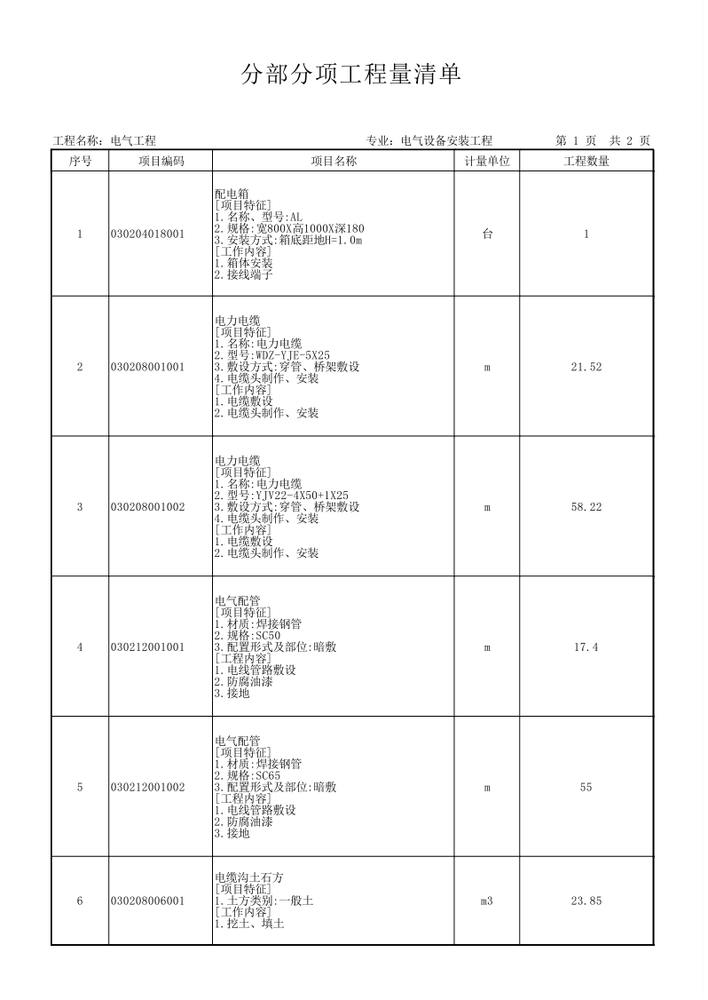 分部分项工程量清单
工程名称: 电气工程 专业: 电气设备安装工程 第 1 页 共 2 页
序号 项目编码 项目名称 计量单位 工程数量
配电箱
[项目特征]
1.名称、型号:AL
2.规格:宽800X高1000X深180
1 030204018001 3.安装方式:箱底距地H=1.0m 台 1
[工作内容]
1.箱体安装
2.接线端子
电力电缆
[项目特征]
1.名称:电力电缆
2.型号:WDZ-YJE-5X25
2 030208001001 3.敷设方式:穿管、桥架敷设 m 21.52
4.电缆头制作、安装
[工作内容]
1.电缆敷设
2.电缆头制作、安装
电力电缆
[项目特征]
1.名称:电力电缆
2.型号:YJV22-4X50+1X25
3 030208001002 3.敷设方式:穿管、桥架敷设 m 58.22
4.电缆头制作、安装
[工作内容]
1.电缆敷设
2.电缆头制作、安装
电气配管
[项目特征]
1.材质:焊接钢管
2.规格:SC50
4 030212001001 3.配置形式及部位:暗敷 m 17.4
[工程内容]
1.电线管路敷设
2.防腐油漆
3.接地
电气配管
[项目特征]
1.材质:焊接钢管
2.规格:SC65
5 030212001002 3.配置形式及部位:暗敷 m 55
[工程内容]
1.电线管路敷设
2.防腐油漆
3.接地
电缆沟土石方
[项目特征]
6 030208006001 1.土方类别:一般土 m3 23.85
[工作内容]
1.挖土、填土